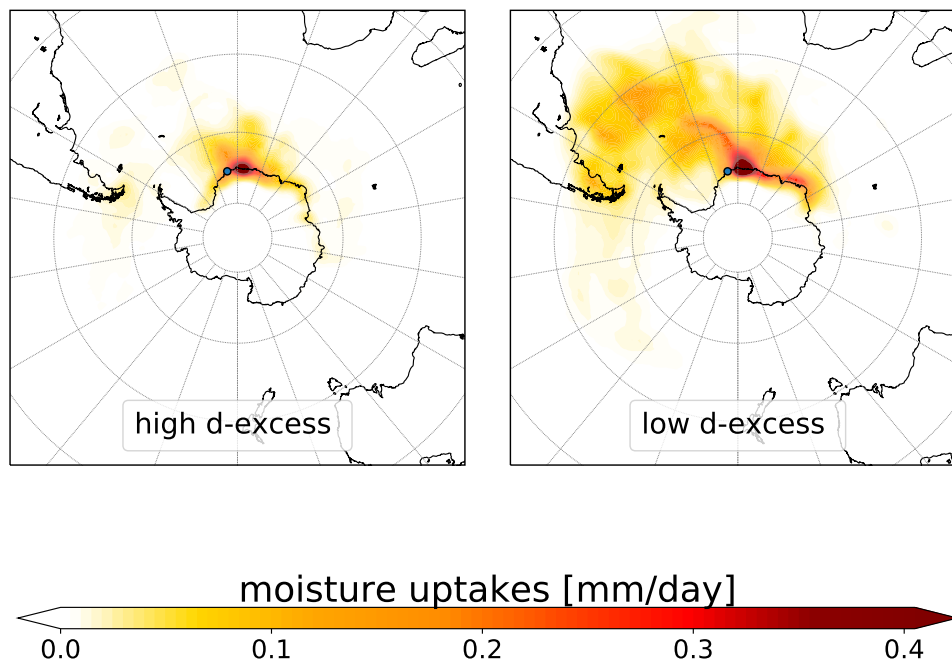 high d-excess
low d-excess
moisture uptakes [mm/day]
0.0 0.1 0.2 0.3 0.4